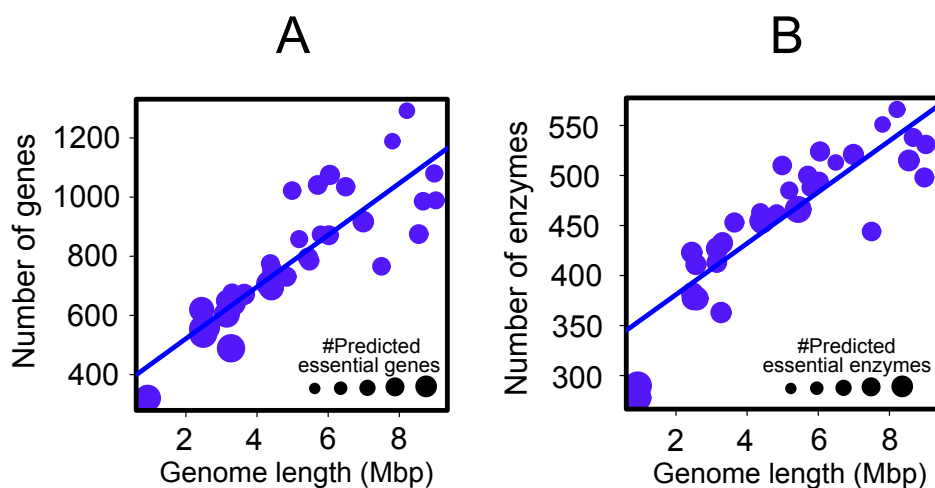 A
Number of genes
1200
1000
800
600
400
#Predicted
essential genes
2
4
6
8
Genome length (Mbp)
B
Number of enzymes
550
500
450
400
350
300
#Predicted
essential enzymes
2
4
6
8
Genome length (Mbp)